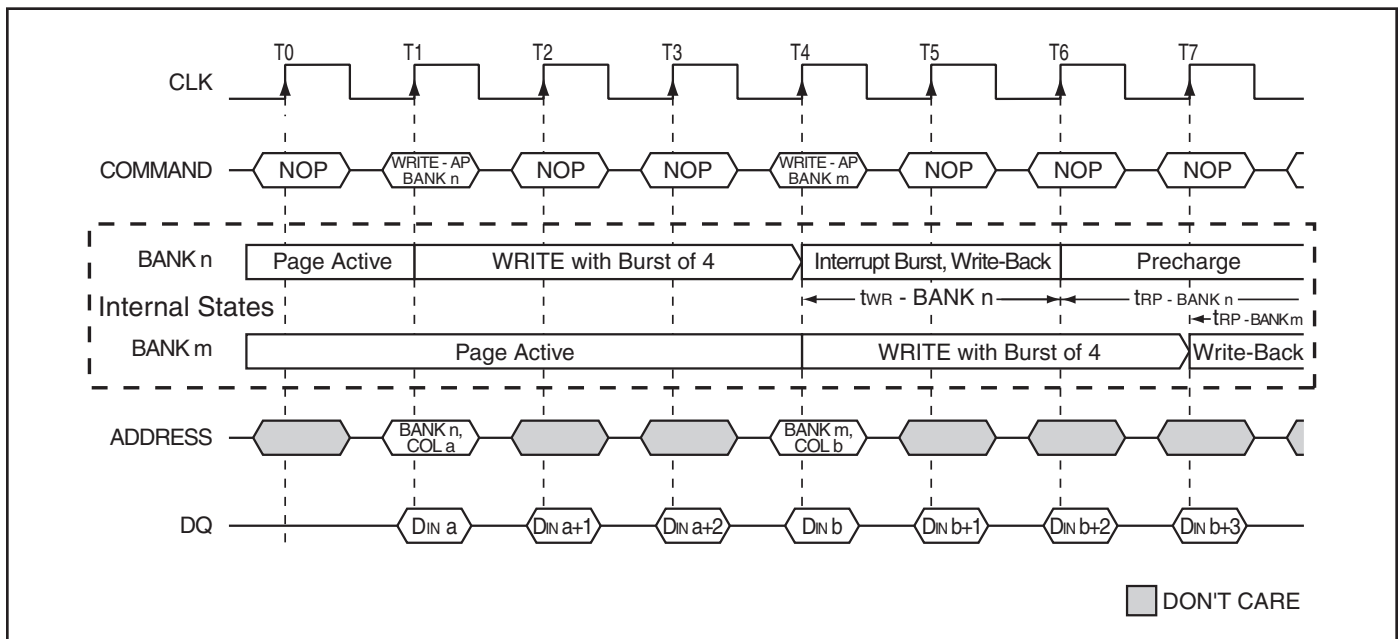 T0 T1 T2 T3 T4 T5 T6 T7
CLK
COMMAND NOP WRITE - AP BANK n NOP NOP WRITE - AP BANK m NOP NOP NOP
BANK n Page Active WRITE with Burst of 4 Interrupt Burst, Write-Back Precharge
tWR - BANK n tRP - BANK n
Internal States
tRP - BANK m
BANK m Page Active WRITE with Burst of 4 Write-Back
ADDRESS BANK n, COL a BANK m, COL b
DQ DIN a DIN a+1 DIN a+2 DIN b DIN b+1 DIN b+2 DIN b+3
DON'T CARE